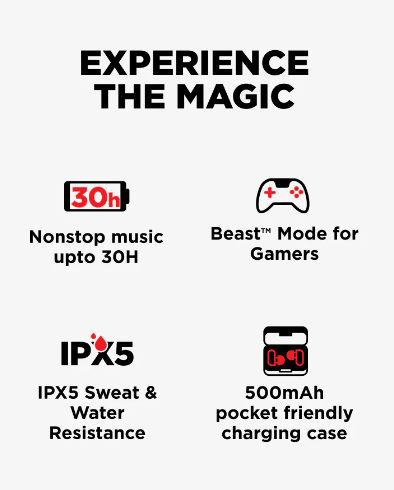 EXPERIENCE
THE MAGIC
30h
Nonstop music
upto 30H
Beast™ Mode for
Gamers
IPX5
IPX5 Sweat &
Water
Resistance
500mAh
pocket friendly
charging case